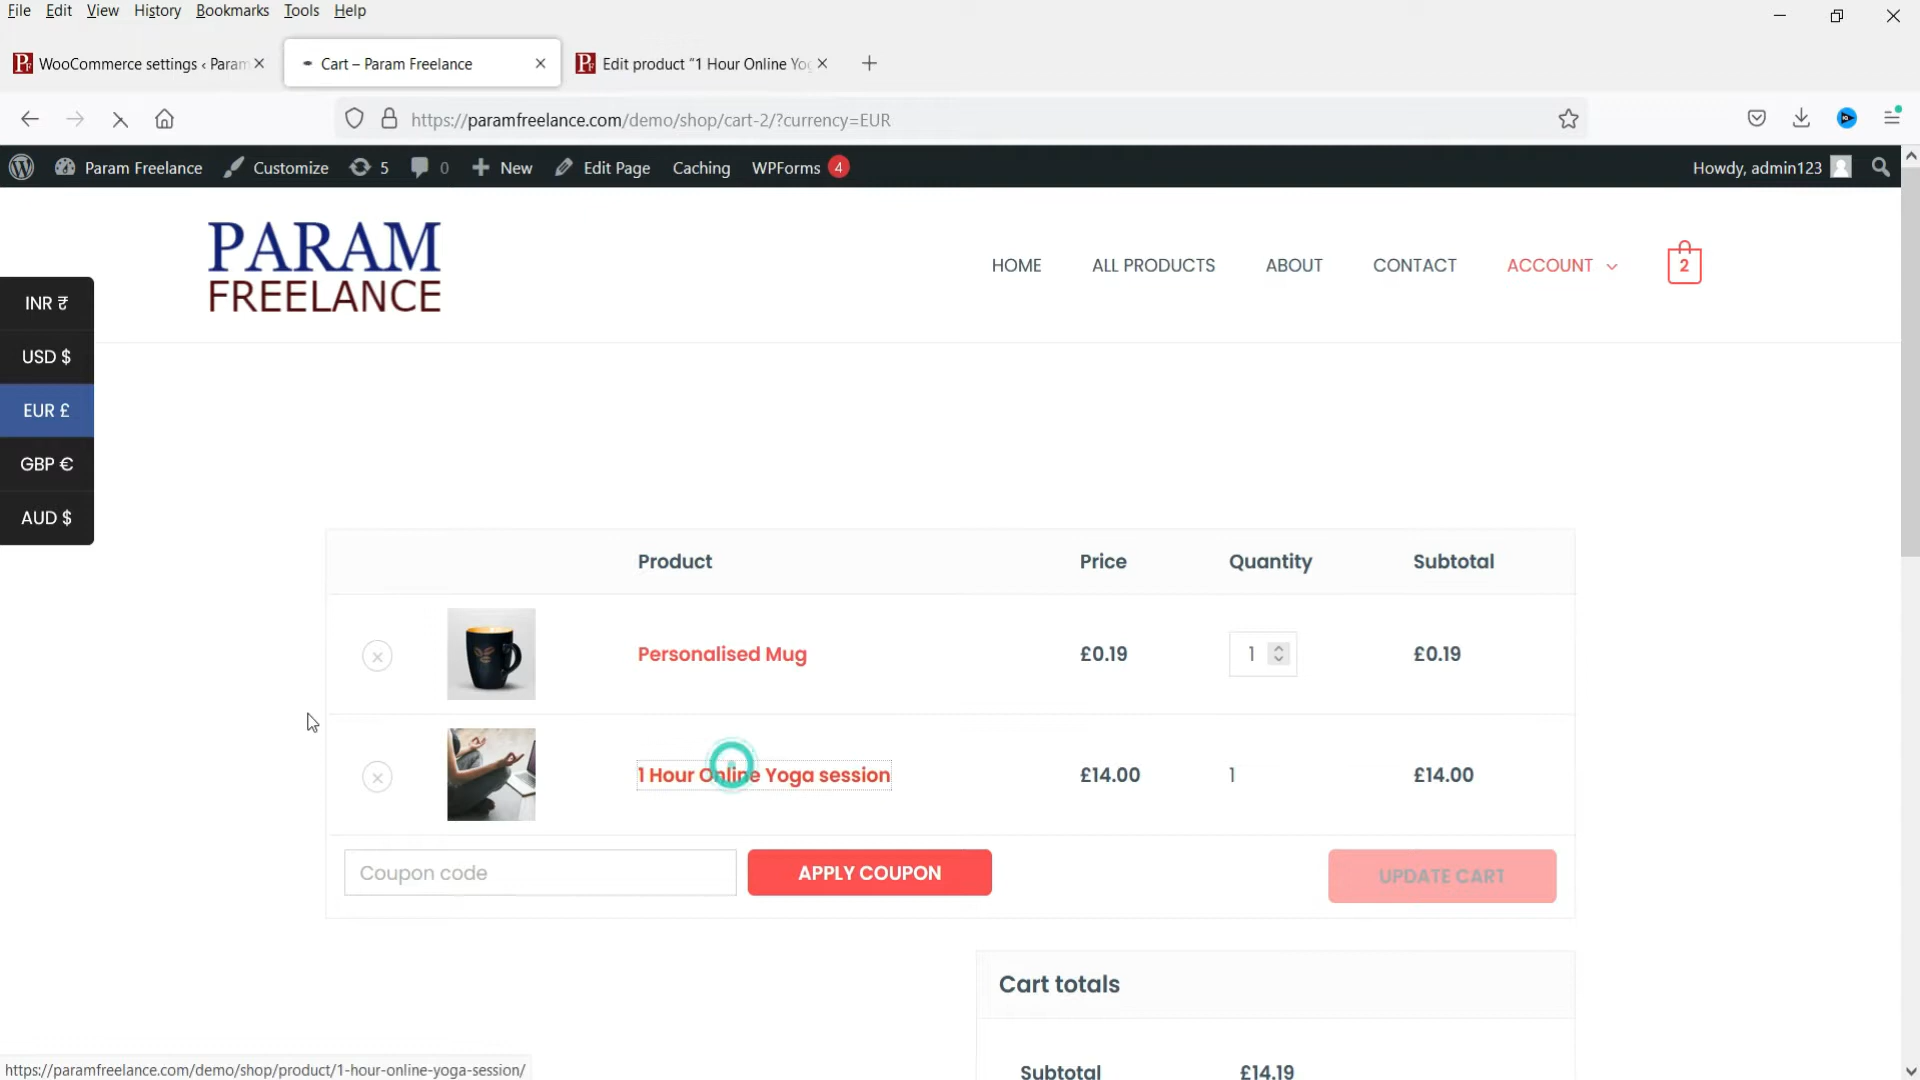 File Edit View History Bookmarks Tools Help
WooCommerce settings ‹ Param
Cart – Param Freelance
Edit product “1 Hour Online Yog
https://paramfreelance.com/demo/shop/cart-2/?currency=EUR
Param Freelance Customize 5 0 New Edit Page Caching WPForms 4 Howdy, admin123
PARAM
FREELANCE
HOME ALL PRODUCTS ABOUT CONTACT ACCOUNT 2
INR ₹
USD $
EUR £
GBP €
AUD $
Product Price Quantity Subtotal
Personalised Mug £0.19 1 £0.19
1 Hour Online Yoga session £14.00 1 £14.00
Coupon code APPLY COUPON UPDATE CART
Cart totals
Subtotal £14.19
https://paramfreelance.com/demo/shop/product/1-hour-online-yoga-session/